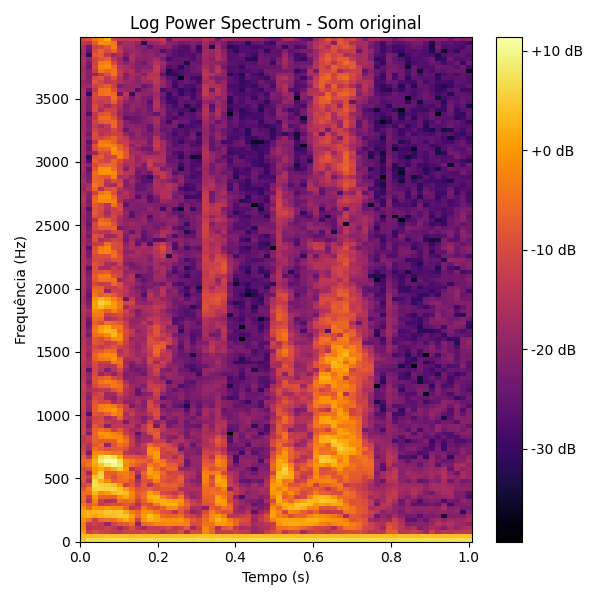 Log Power Spectrum - Som original
Frequência (Hz)
3500
3000
2500
2000
1500
1000
500
0
0.0
0.2
0.4
0.6
0.8
1.0
Tempo (s)
+10 dB
+0 dB
-10 dB
-20 dB
-30 dB